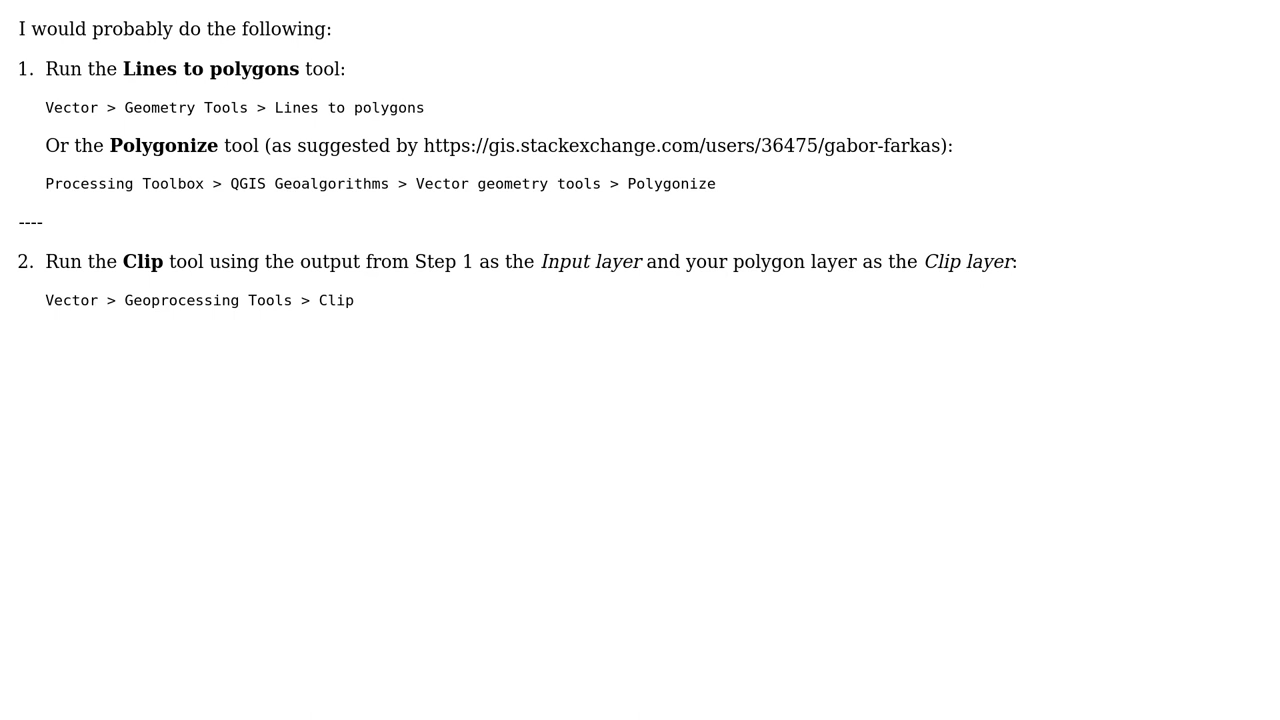 I would probably do the following:
1. Run the Lines to polygons tool:
Vector > Geometry Tools > Lines to polygons
Or the Polygonize tool (as suggested by https://gis.stackexchange.com/users/36475/gabor-farkas):
Processing Toolbox > QGIS Geoalgorithms > Vector geometry tools > Polygonize
----
2. Run the Clip tool using the output from Step 1 as the Input layer and your polygon layer as the Clip layer:
Vector > Geoprocessing Tools > Clip